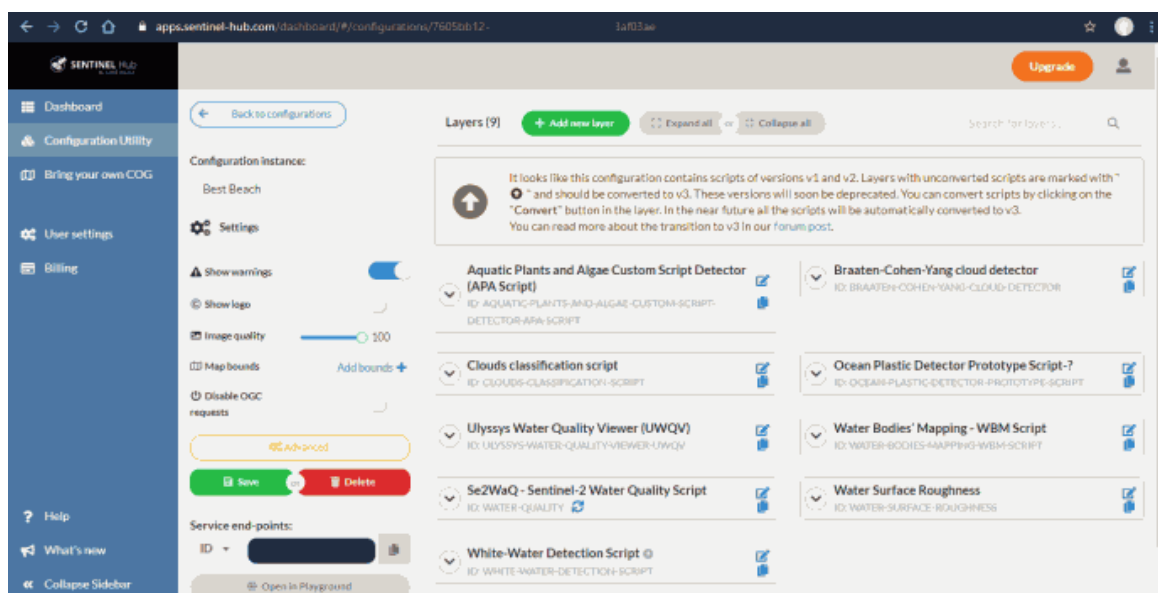 apps.sentinel-hub.com/dashboard/#/configurations/7605bb12-
3af03ae
SENTINEL Hub
Upgrade
Dashboard
Configuration Utility
Bring your own COG
User settings
Billing
Help
What's new
Collapse Sidebar
Back to configurations
Configuration instance:
Best Beach
Settings
Show warnings
Show logo
Image quality 100
Map bounds Add bounds
Disable OGC
requests
Advanced
Save or Delete
Service end-points:
ID
Open in Playground
Layers (9) + Add new layer Expand all or Collapse all Search for layers...
It looks like this configuration contains scripts of versions v1 and v2. Layers with unconverted scripts are marked with "
" and should be converted to v3. These versions will soon be deprecated. You can convert scripts by clicking on the
"Convert" button in the layer. In the near future all the scripts will be automatically converted to v3.
You can read more about the transition to v3 in our forum post.
Aquatic Plants and Algae Custom Script Detector
(APA Script)
ID: AQUATIC-PLANTS-AND-ALGAE-CUSTOM-SCRIPT-
DETECTOR-APA-SCRIPT
Braaten-Cohen-Yang cloud detector
ID: BRAATEN-COHEN-YANG-CLOUD-DETECTOR
Clouds classification script
ID: CLOUDS-CLASSIFICATION-SCRIPT
Ocean Plastic Detector Prototype Script-?
ID: OCEAN-PLASTIC-DETECTOR-PROTOTYPE-SCRIPT
Ulyssys Water Quality Viewer (UWQV)
ID: ULYSSYS-WATER-QUALITY-VIEWER-UWQV
Water Bodies' Mapping - WBM Script
ID: WATER-BODIES-MAPPING-WBM-SCRIPT
Se2WaQ - Sentinel-2 Water Quality Script
ID: WATER-QUALITY
Water Surface Roughness
ID: WATER-SURFACE-ROUGHNESS
White-Water Detection Script
ID: WHITE-WATER-DETECTION-SCRIPT